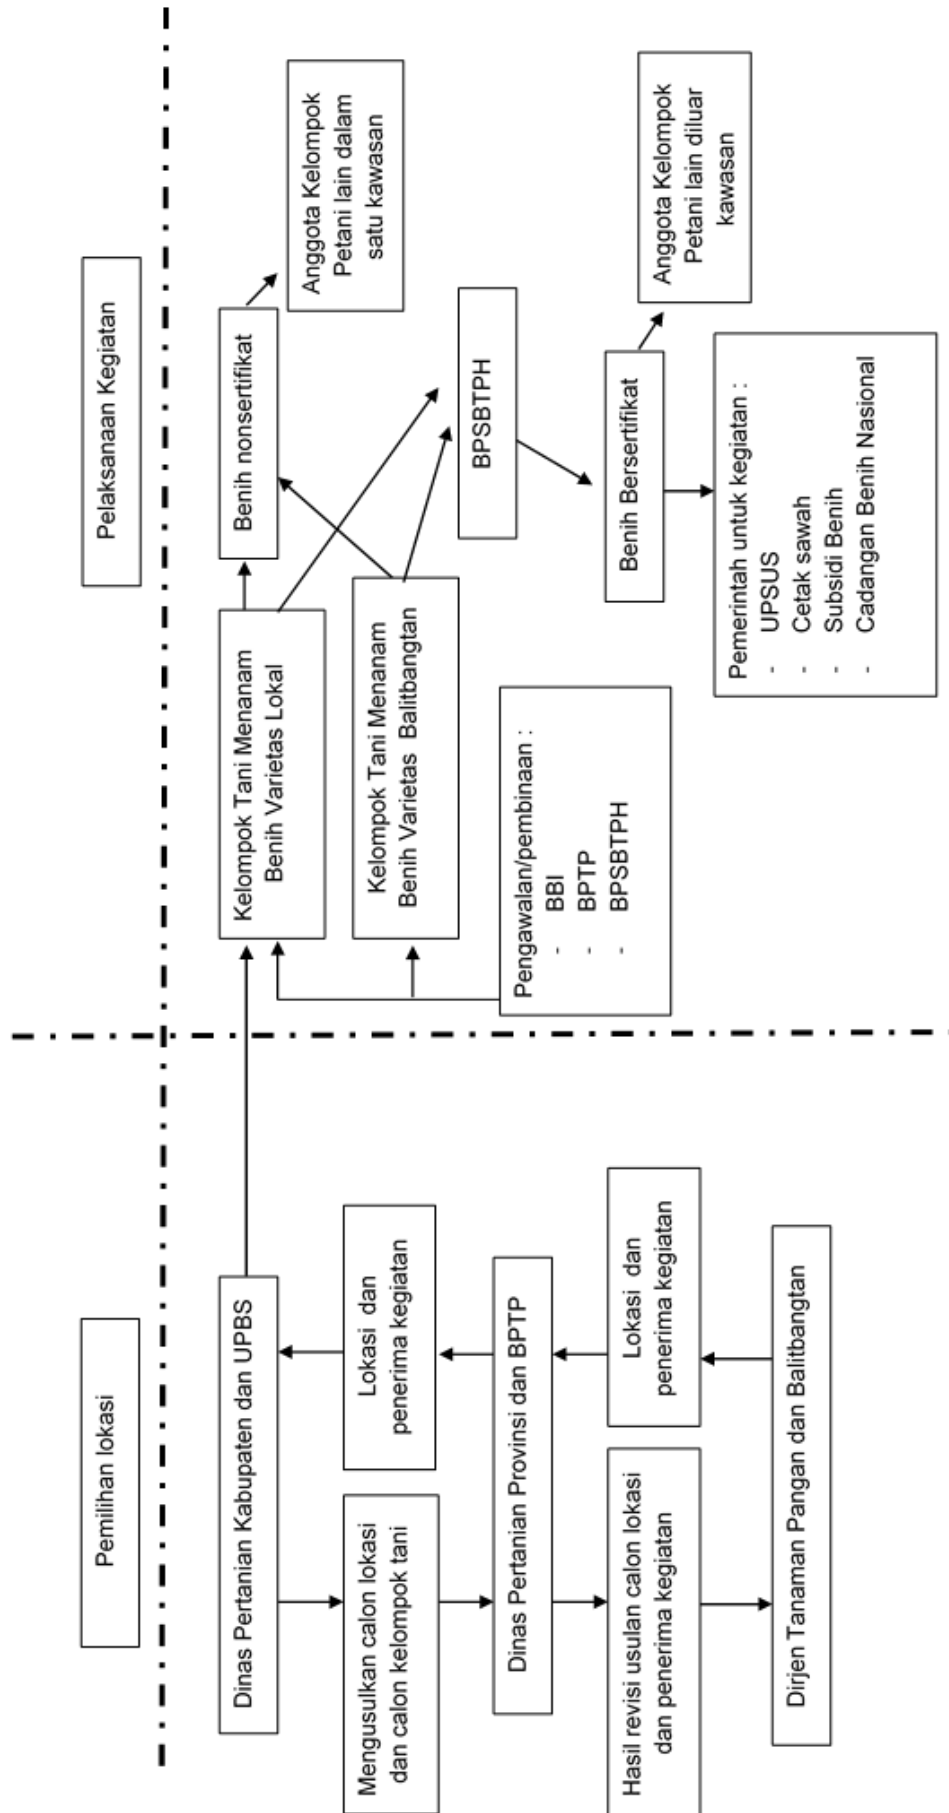 Pemilihan lokasi
Pelaksanaan Kegiatan
Dinas Pertanian Kabupaten dan UPBS
Mengusulkan calon lokasi
dan calon kelompok tani
Lokasi dan
penerima kegiatan
Dinas Pertanian Provinsi dan BPTP
Hasil revisi usulan calon lokasi
dan penerima kegiatan
Lokasi dan
penerima kegiatan
Dirjen Tanaman Pangan dan Balitbangtan
Kelompok Tani Menanam
Benih Varietas Lokal
Benih nonsertifikat
Anggota Kelompok
Petani lain dalam
satu kawasan
Kelompok Tani Menanam
Benih Varietas Balitbangtan
BPSBTPH
Pengawalan/pembinaan :
- BBI
- BPTP
- BPSBTPH
Benih Bersertifikat
Anggota Kelompok
Petani lain diluar
kawasan
Pemerintah untuk kegiatan :
- UPSUS
- Cetak sawah
- Subsidi Benih
- Cadangan Benih Nasional